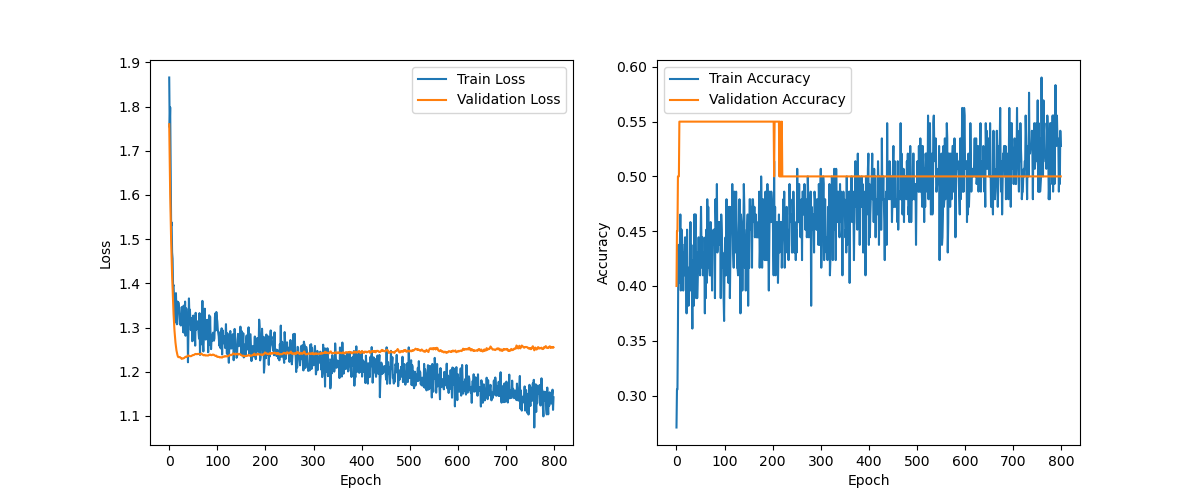 1.9
1.8
1.7
1.6
1.5
1.4
1.3
1.2
1.1
Loss
Train Loss
Validation Loss
0 100 200 300 400 500 600 700 800
Epoch
0.60
0.55
0.50
0.45
0.40
0.35
0.30
Accuracy
Train Accuracy
Validation Accuracy
0 100 200 300 400 500 600 700 800
Epoch